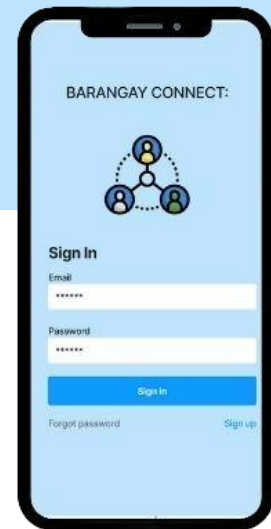 BARANGAY CONNECT:
Sign In
Email
******
Password
******
Sign in
Forgot password
Sign up